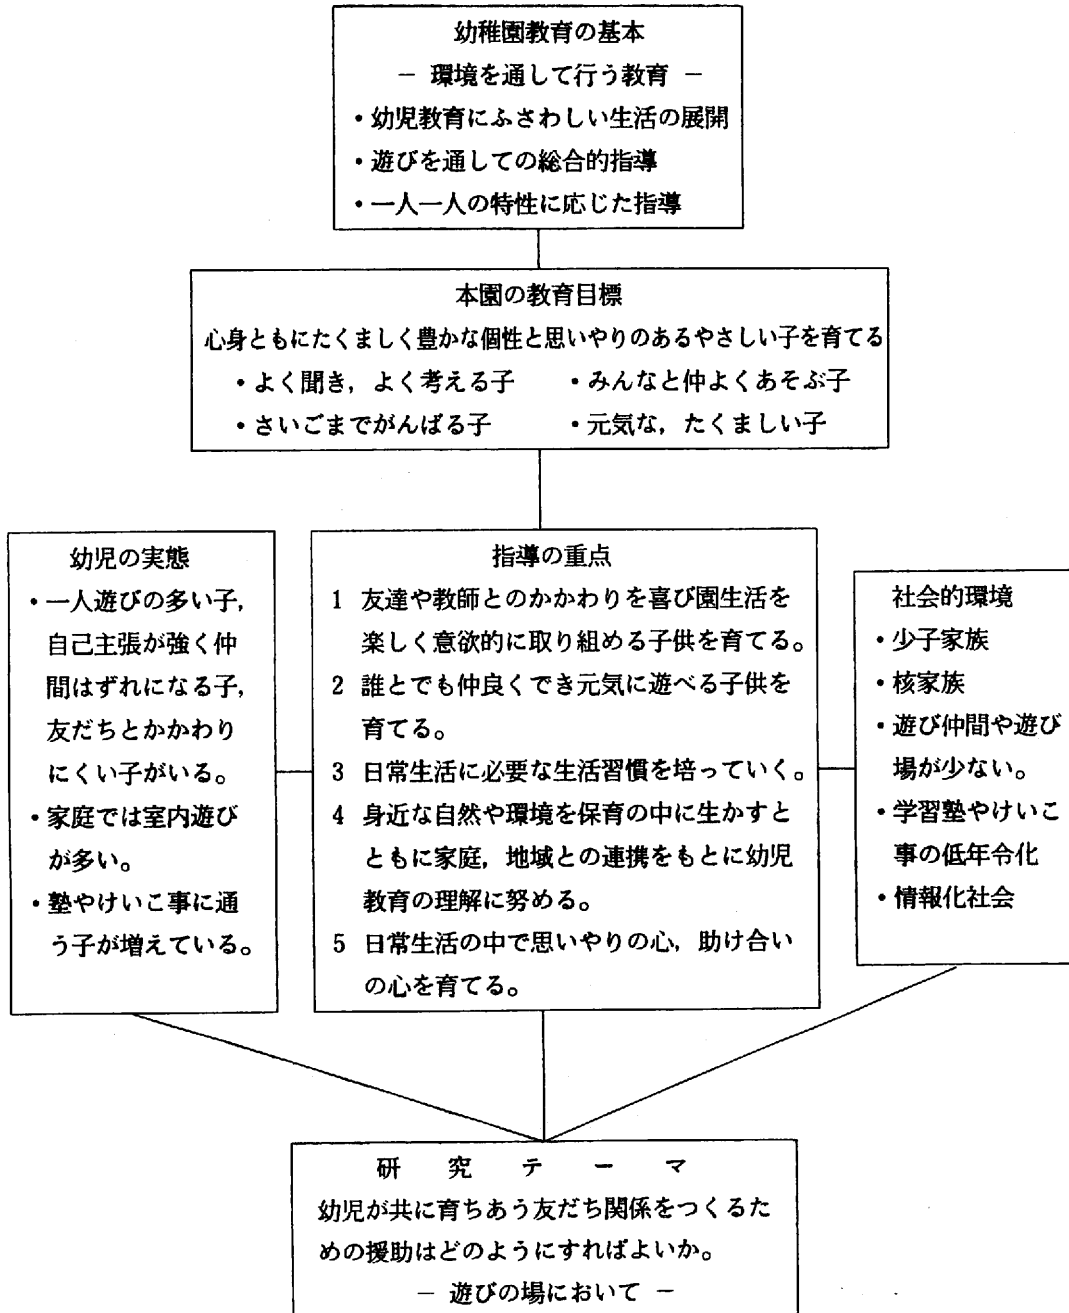 幼稚園教育の基本
− 環境を通して行う教育 −
・幼児教育にふさわしい生活の展開
・遊びを通しての総合的指導
・一人一人の特性に応じた指導
本園の教育目標
心身ともにたくましく豊かな個性と思いやりのあるやさしい子を育てる
・よく聞き，よく考える子　・みんなと仲よくあそぶ子
・さいごまでがんばる子　・元気な，たくましい子
幼児の実態
・一人遊びの多い子，
自己主張が強く仲
間はずれになる子，
友だちとかかわり
にくい子がいる。
・家庭では室内遊び
が多い。
・塾やけいこ事に通
う子が増えている。
指導の重点
1 友達や教師とのかかわりを喜び園生活を
楽しく意欲的に取り組める子供を育てる。
2 誰とでも仲良くでき元気に遊べる子供を
育てる。
3 日常生活に必要な生活習慣を培っていく。
4 身近な自然や環境を保育の中に生かすと
ともに家庭，地域との連携をもとに幼児
教育の理解に努める。
5 日常生活の中で思いやりの心，助け合い
の心を育てる。
社会的環境
・少子家族
・核家族
・遊び仲間や遊び
場が少ない。
・学習塾やけいこ
事の低年令化
・情報化社会
研究テーマ
幼児が共に育ちあう友だち関係をつくるた
めの援助はどのようにすればよいか。
− 遊びの場において −